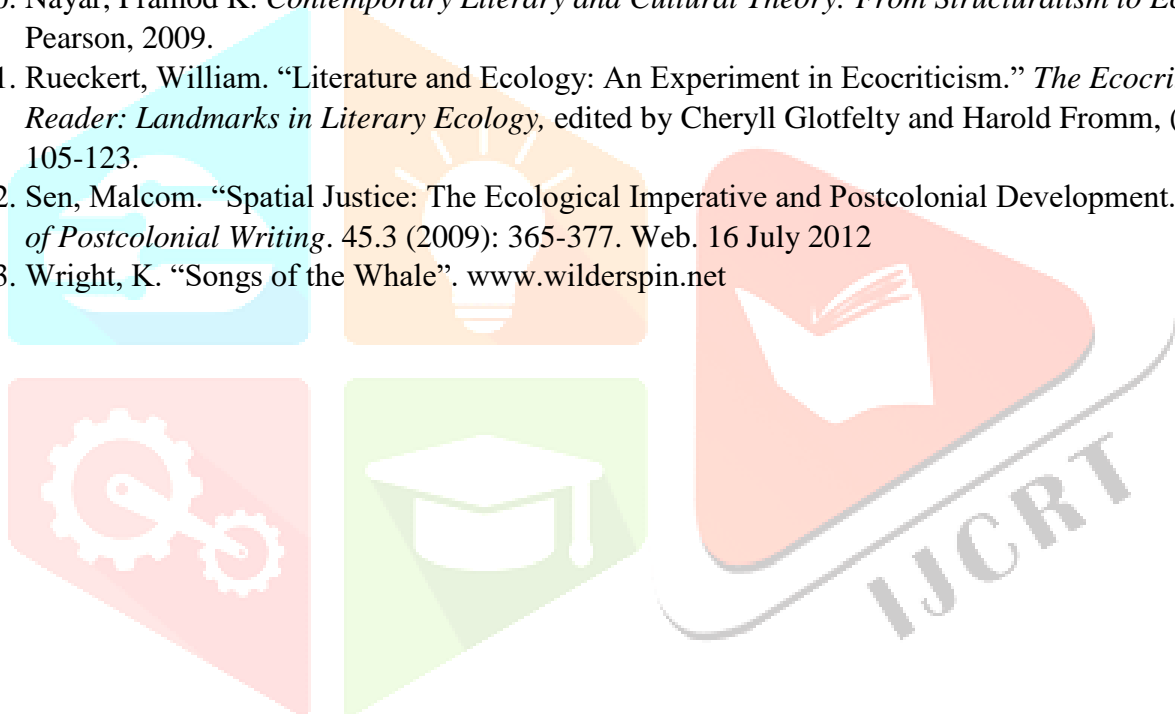 Nayar, Pramod K. Contemporary Literary and Cultural Theory: From Structuralism to
Pearson, 2009.
1. Rueckert, William. “Literature and Ecology: An Experiment in Ecocriticism.” The
Reader: Landmarks in Literary Ecology, edited by Cheryll Glotfelty and Harold Fromm, (
105-123.
2. Sen, Malcom. “Spatial Justice: The Ecological Imperative and Postcolonial Development.
of Postcolonial Writing. 45.3 (2009): 365-377. Web. 16 July 2012
3. Wright, K. “Songs of the Whale”. www.wilderspin.net
IJCRT